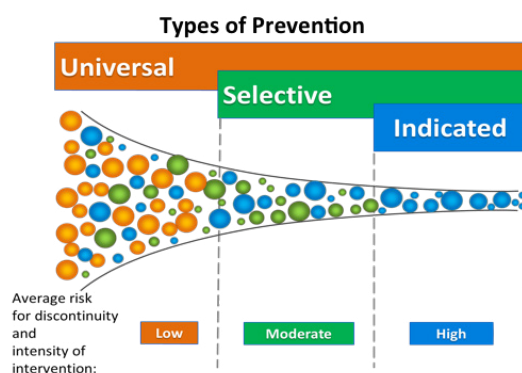 Types of Prevention
Universal
Selective
Indicated
Average risk
for discontinuity
and
intensity of
intervention:
Low
Moderate
High